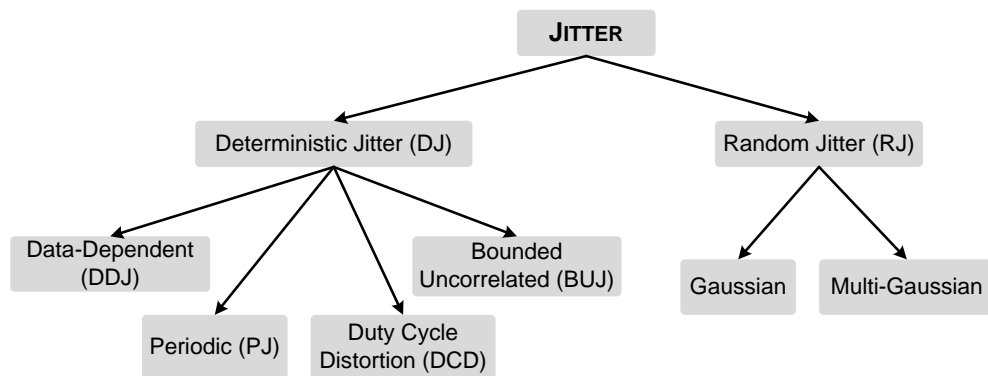 JITTER
Deterministic Jitter (DJ)
Random Jitter (RJ)
Data-Dependent
(DDJ)
Bounded
Uncorrelated (BUJ)
Gaussian
Multi-Gaussian
Periodic (PJ)
Duty Cycle
Distortion (DCD)